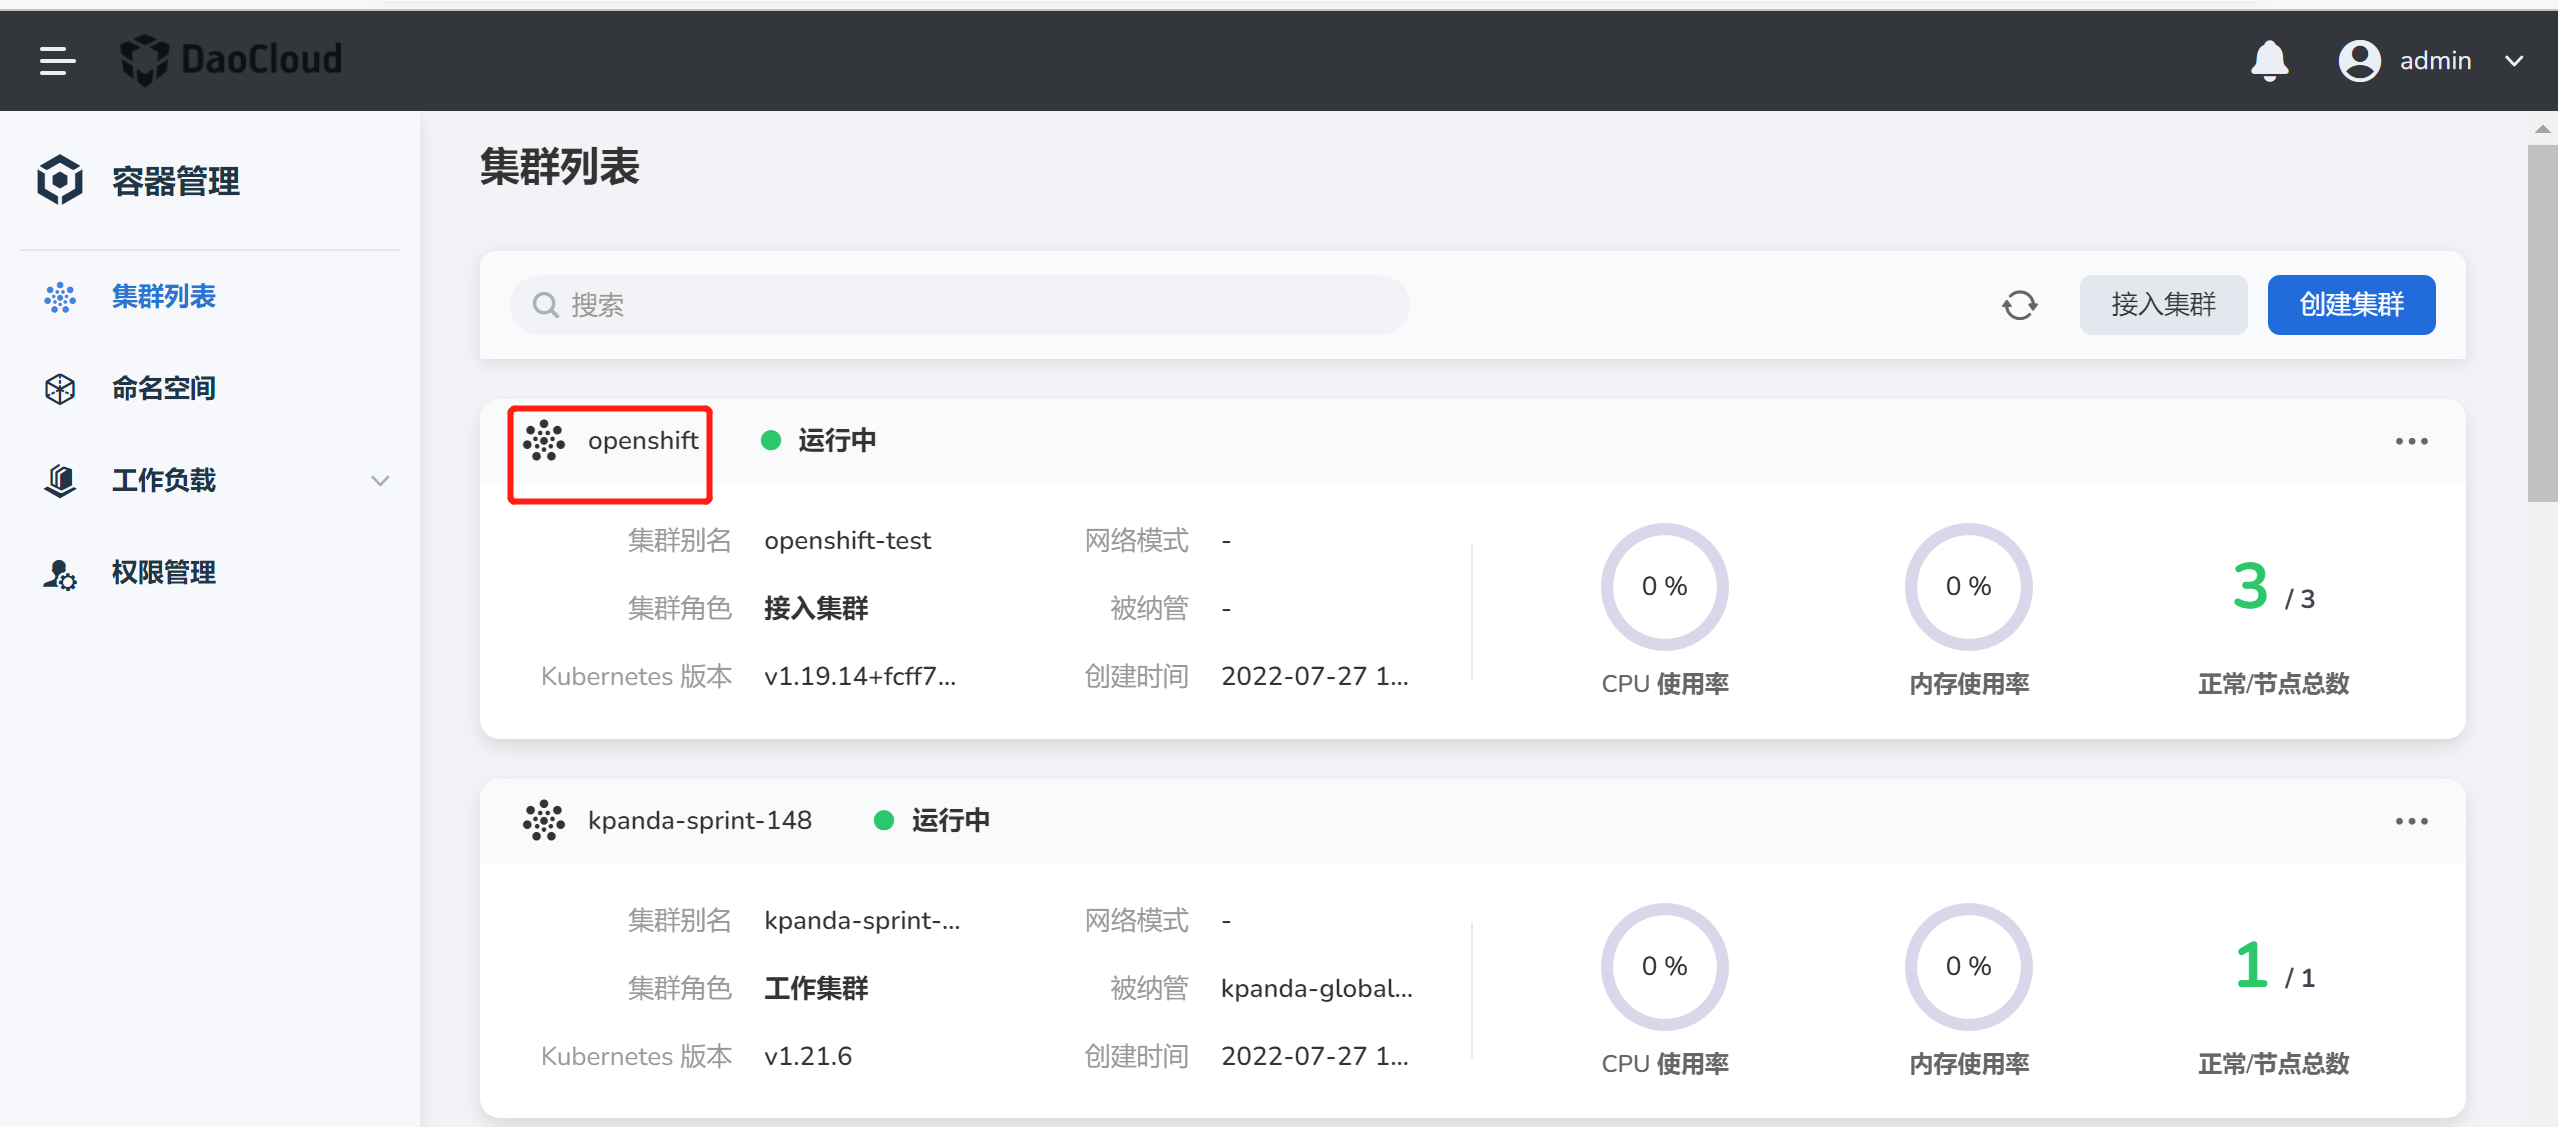 DaoCloud
admin
容器管理
集群列表
命名空间
工作负载
权限管理
集群列表
搜索
接入集群
创建集群
openshift
运行中
集群别名 openshift-test
网络模式 -
集群角色 接入集群
被纳管 -
Kubernetes 版本 v1.19.14+fcff7...
创建时间 2022-07-27 1...
0 %
CPU 使用率
0 %
内存使用率
3 / 3
正常/节点总数
kpanda-sprint-148
运行中
集群别名 kpanda-sprint-...
网络模式 -
集群角色 工作集群
被纳管 kpanda-global...
Kubernetes 版本 v1.21.6
创建时间 2022-07-27 1...
0 %
CPU 使用率
0 %
内存使用率
1 / 1
正常/节点总数